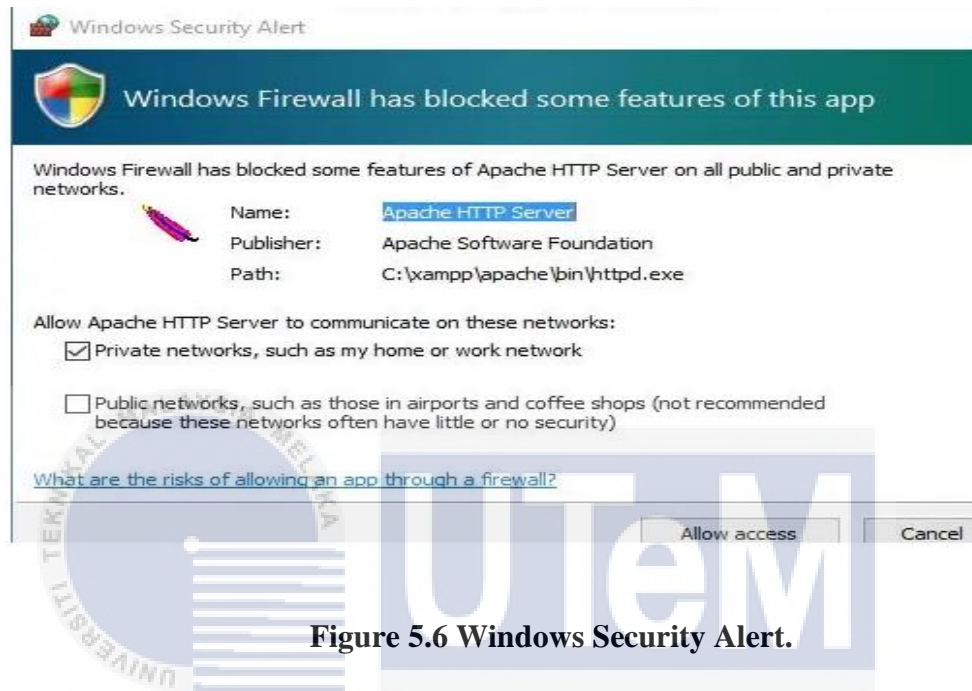 Windows Security Alert
Windows Firewall has blocked some features of this app
Windows Firewall has blocked some features of Apache HTTP Server on all public and private
networks.
Name: Apache HTTP Server
Publisher: Apache Software Foundation
Path: C:\xampp\apache\bin\httpd.exe
Allow Apache HTTP Server to communicate on these networks:
Private networks, such as my home or work network
Public networks, such as those in airports and coffee shops (not recommended
because these networks often have little or no security)
What are the risks of allowing an app through a firewall?
Allow access Cancel
UNIVERSITI TEKNIKAL MALAYSIA MELAKA
UTeM
Figure 5.6 Windows Security Alert.